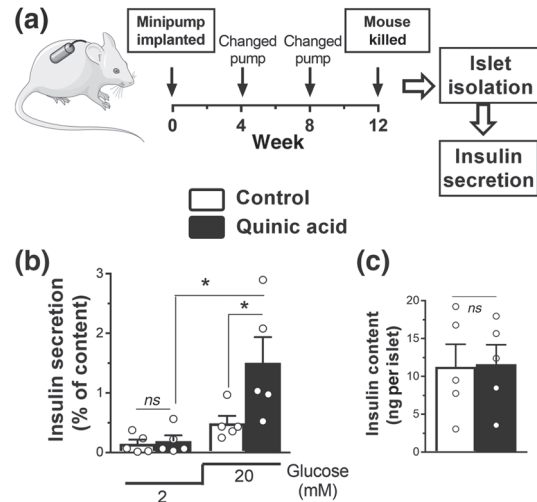 (a)
Minipump
implanted
Changed
pump
Changed
pump
Mouse
killed
0
4
8
12
Week
Islet
isolation
Insulin
secretion
Control
Quinic acid
(b)
Insulin secretion
(% of content)
3
2
1
0
ns
*
*
2
20
Glucose
(mM)
(c)
Insulin content
(ng per islet)
20
15
10
5
0
ns